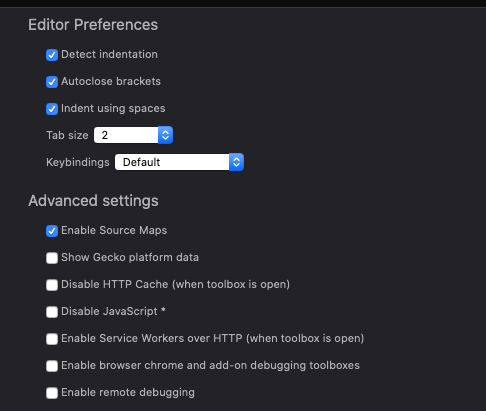 Editor Preferences
Detect indentation
Autoclose brackets
Indent using spaces
Tab size 2
Keybindings Default
Advanced settings
Enable Source Maps
Show Gecko platform data
Disable HTTP Cache (when toolbox is open)
Disable JavaScript *
Enable Service Workers over HTTP (when toolbox is open)
Enable browser chrome and add-on debugging toolboxes
Enable remote debugging